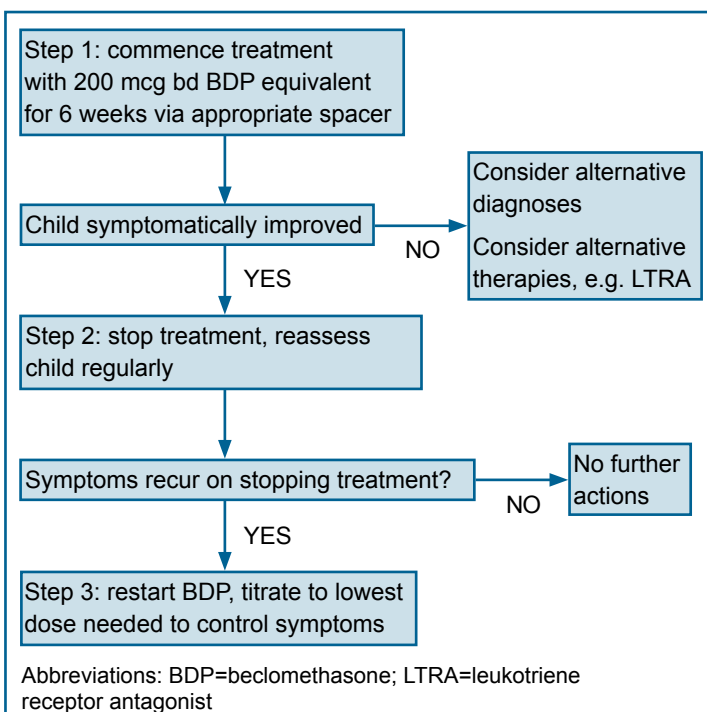 Step 1: commence treatment
with 200 mcg bd BDP equivalent
for 6 weeks via appropriate spacer
Child symptomatically improved
NO
Consider alternative
diagnoses
Consider alternative
therapies, e.g. LTRA
YES
Step 2: stop treatment, reassess
child regularly
Symptoms recur on stopping treatment?
NO
No further
actions
YES
Step 3: restart BDP, titrate to lowest
dose needed to control symptoms
Abbreviations: BDP=beclomethasone; LTRA=leukotriene
receptor antagonist